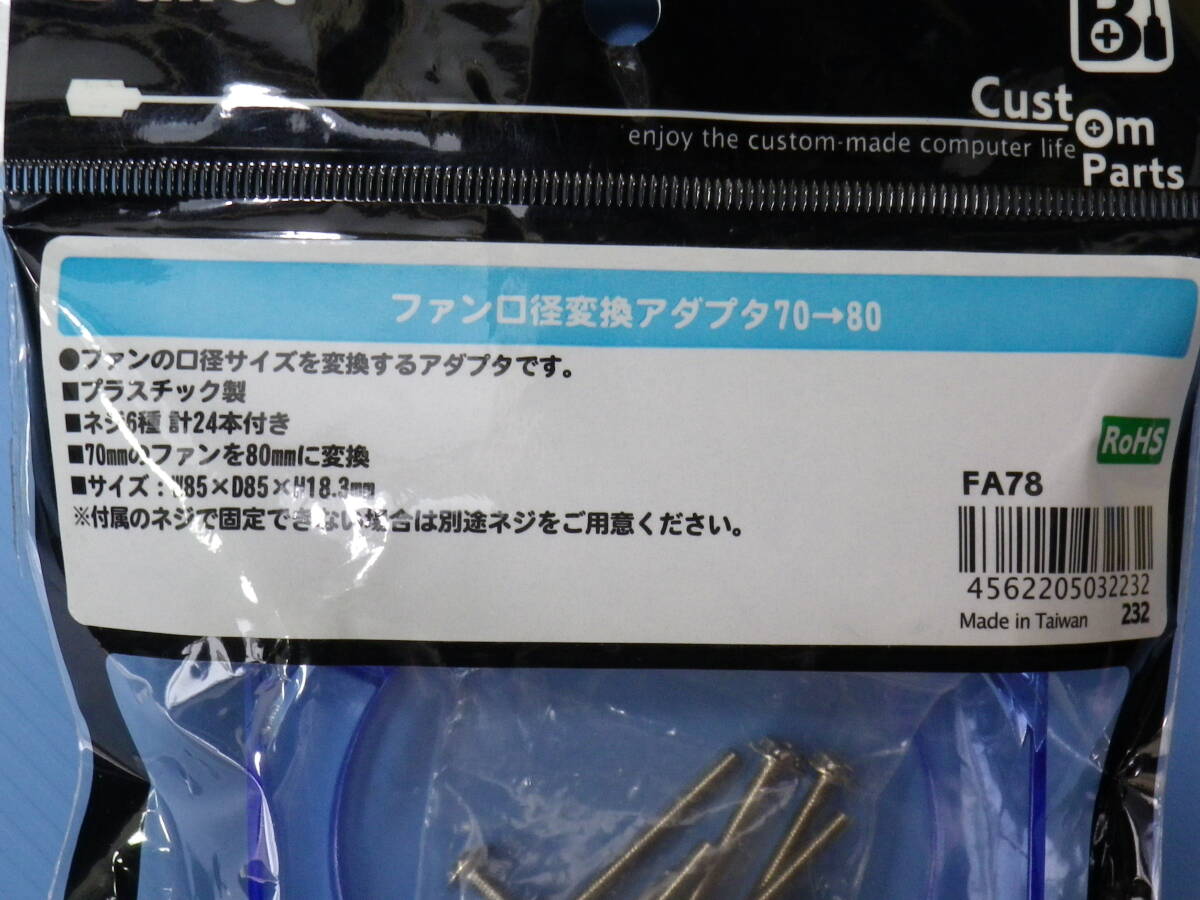 Cust⊕m
enjoy the custom-made computer life
Parts
ファン口径変換アダプタ70→80
●ファンの口径サイズを変換するアダプタです。
■プラスチック製
■ネジ6種 計24本付き
■70mmのファンを80mmに変換
■サイズ:W85×D85×H18.3mm
※付属のネジで固定できない場合は別途ネジをご用意ください。
RoHS
FA78
4562205032232
Made in Taiwan 232